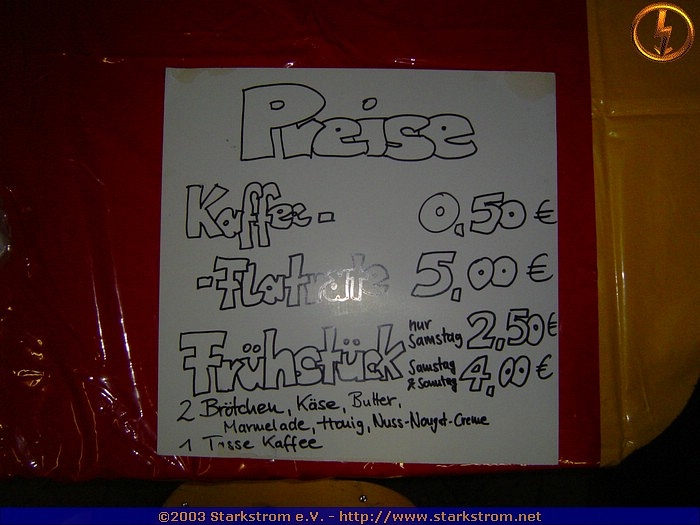 Preise
Kaffee- 0,50 €
-Flatrate 5,00 €
Frühstück nur Samstag 2,50 €
Samstag & Sonntag 4,00 €
2 Brötchen, Käse, Butter,
Marmelade, Honig, Nuss-Nougat-Creme
1 Tasse Kaffee
©2003 Starkstrom e.V. - http://www.starkstrom.net